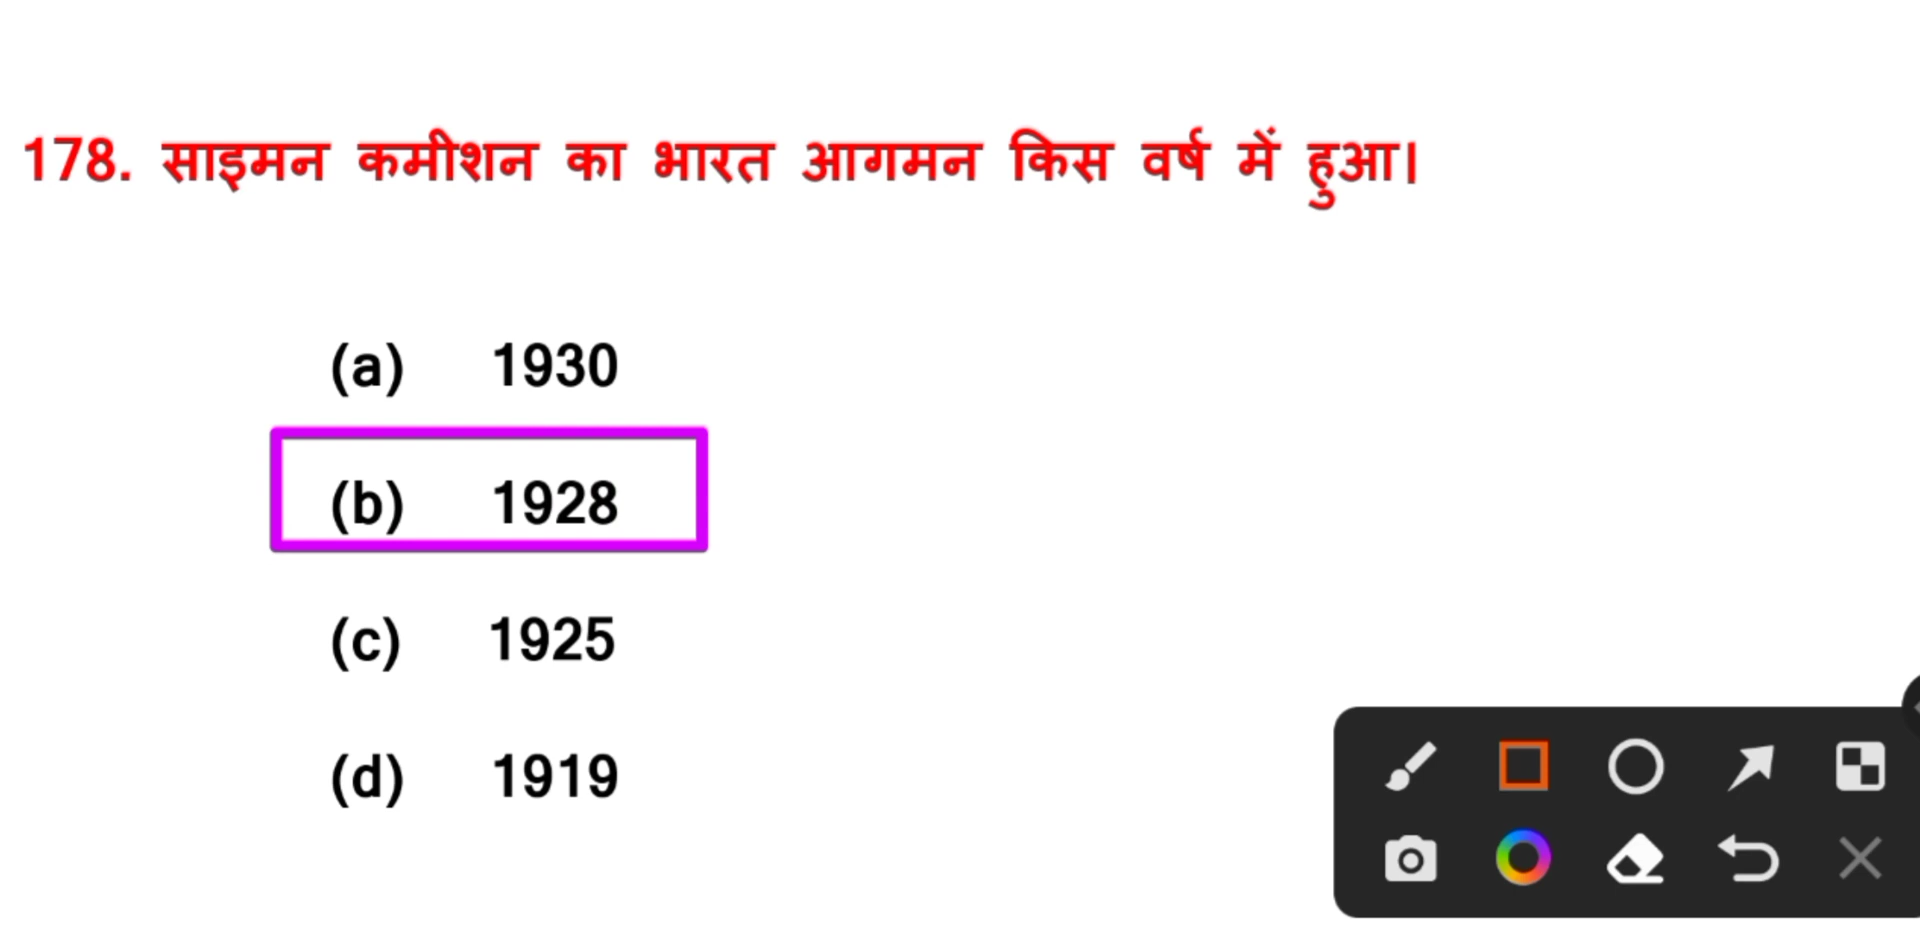 178. साइमन कमीशन का भारत आगमन किस वर्ष में हुआ।
(a) 1930
(b) 1928
(c) 1925
(d) 1919